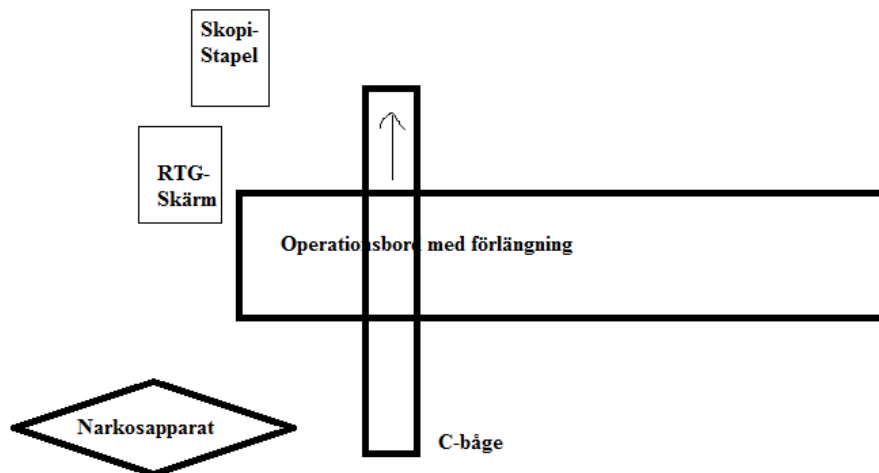 Skopi-
Stapel
RTG-
Skärm
Operationsbord med förlängning
Narkosapparat
C-båge